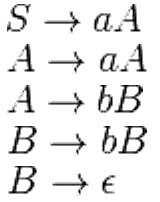 S → aA
A → aA
A → bB
B → bB
B → ϵ